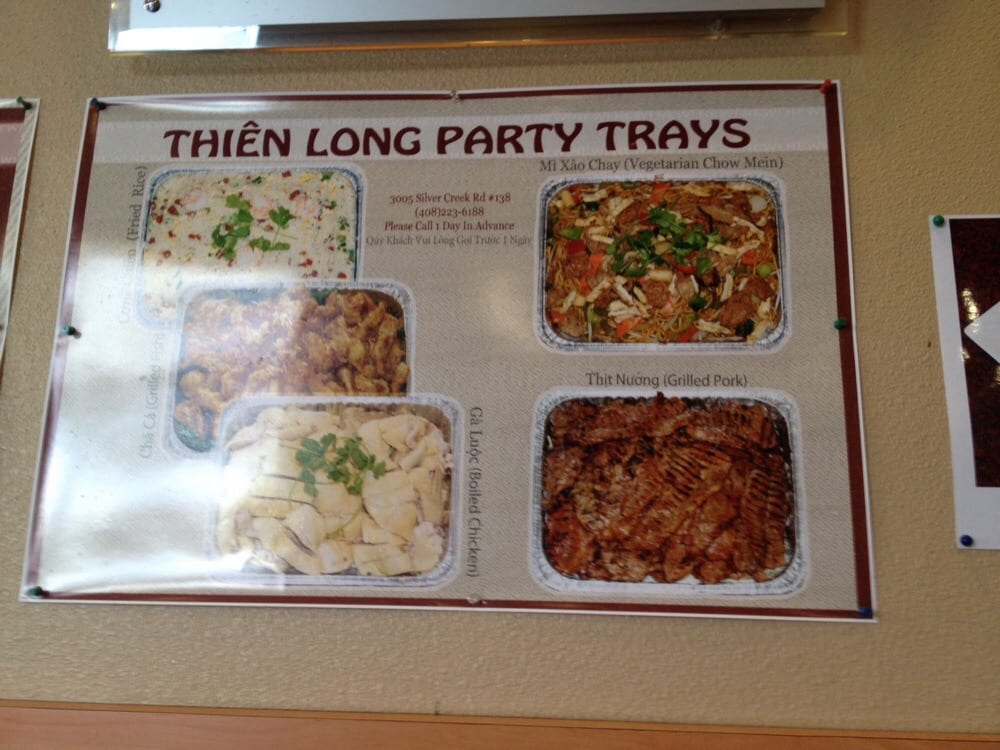 THIÊN LONG PARTY TRAYS
Mì Xào Chay (Vegetarian Chow Mein)
3005 Silver Creek Rd #138
(408)223-6188
Please Call 1 Day In Advance
Qúy Khách Vui Lòng Gọi Trước 1 Ngày
(Fried Rice)
Chả Cá (Grilled Fish)
Gà Luộc (Boiled Chicken)
Thịt Nướng (Grilled Pork)